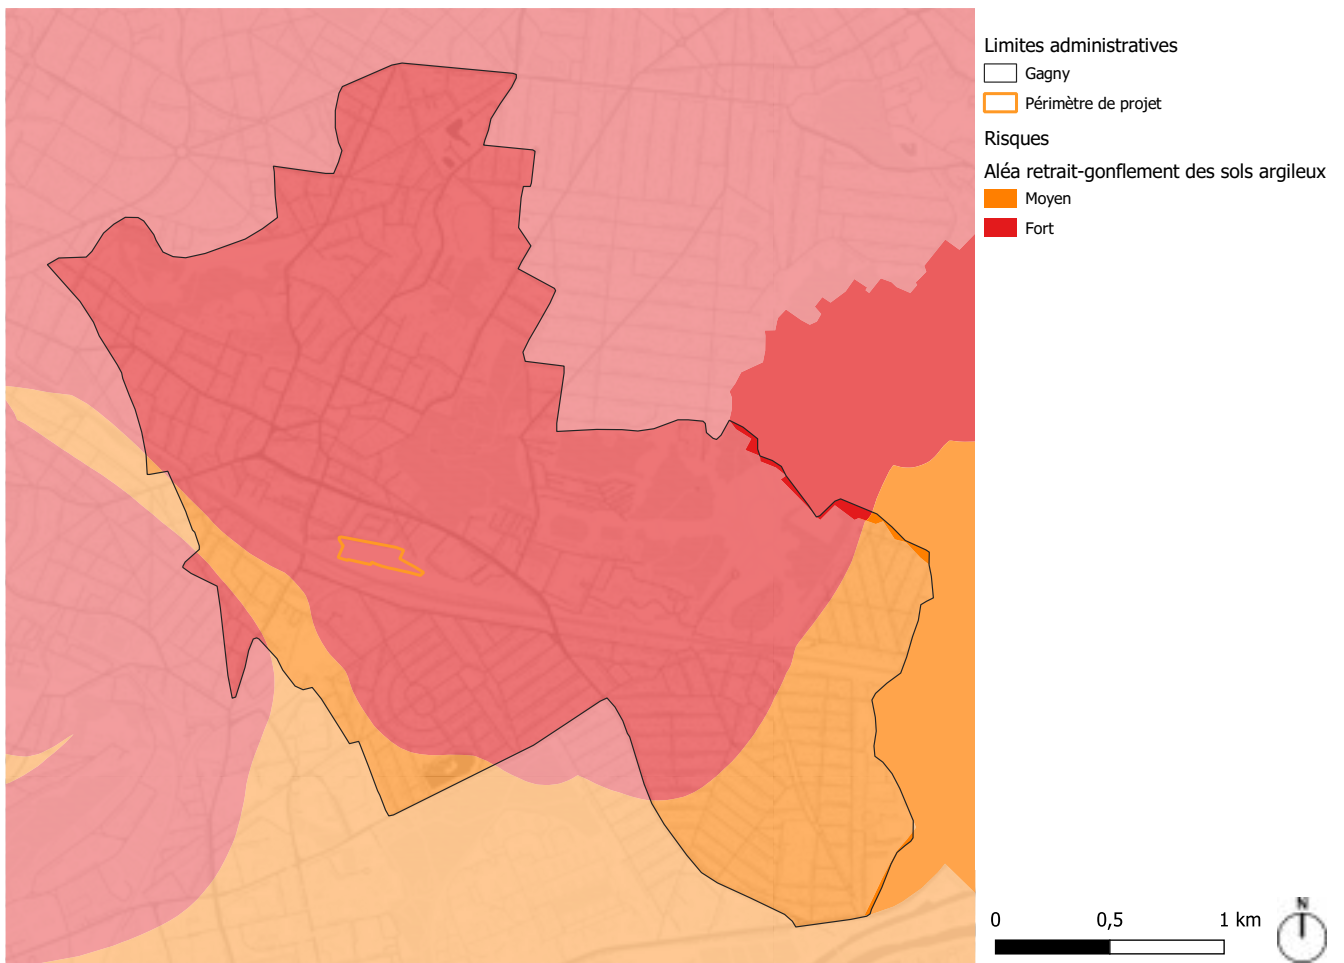 Limites administratives
Gagny
Périmètre de projet
Risques
Aléa retrait-gonflement des sols argileux
Moyen
Fort
0 0,5 1 km
N